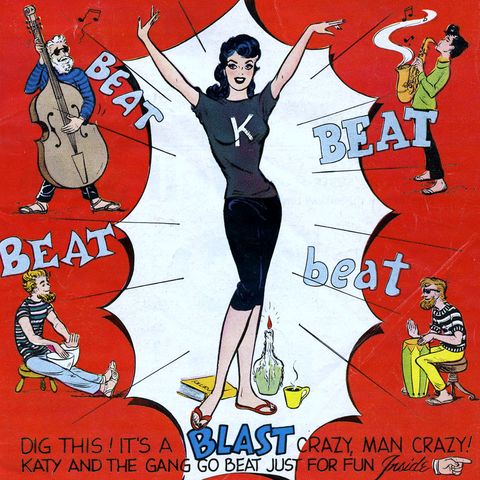 BEAT
BEAT
K
BEAT
beat
DIG THIS! IT'S A BLAST CRAZY, MAN CRAZY!
KATY AND THE GANG GO BEAT JUST FOR FUN Inside